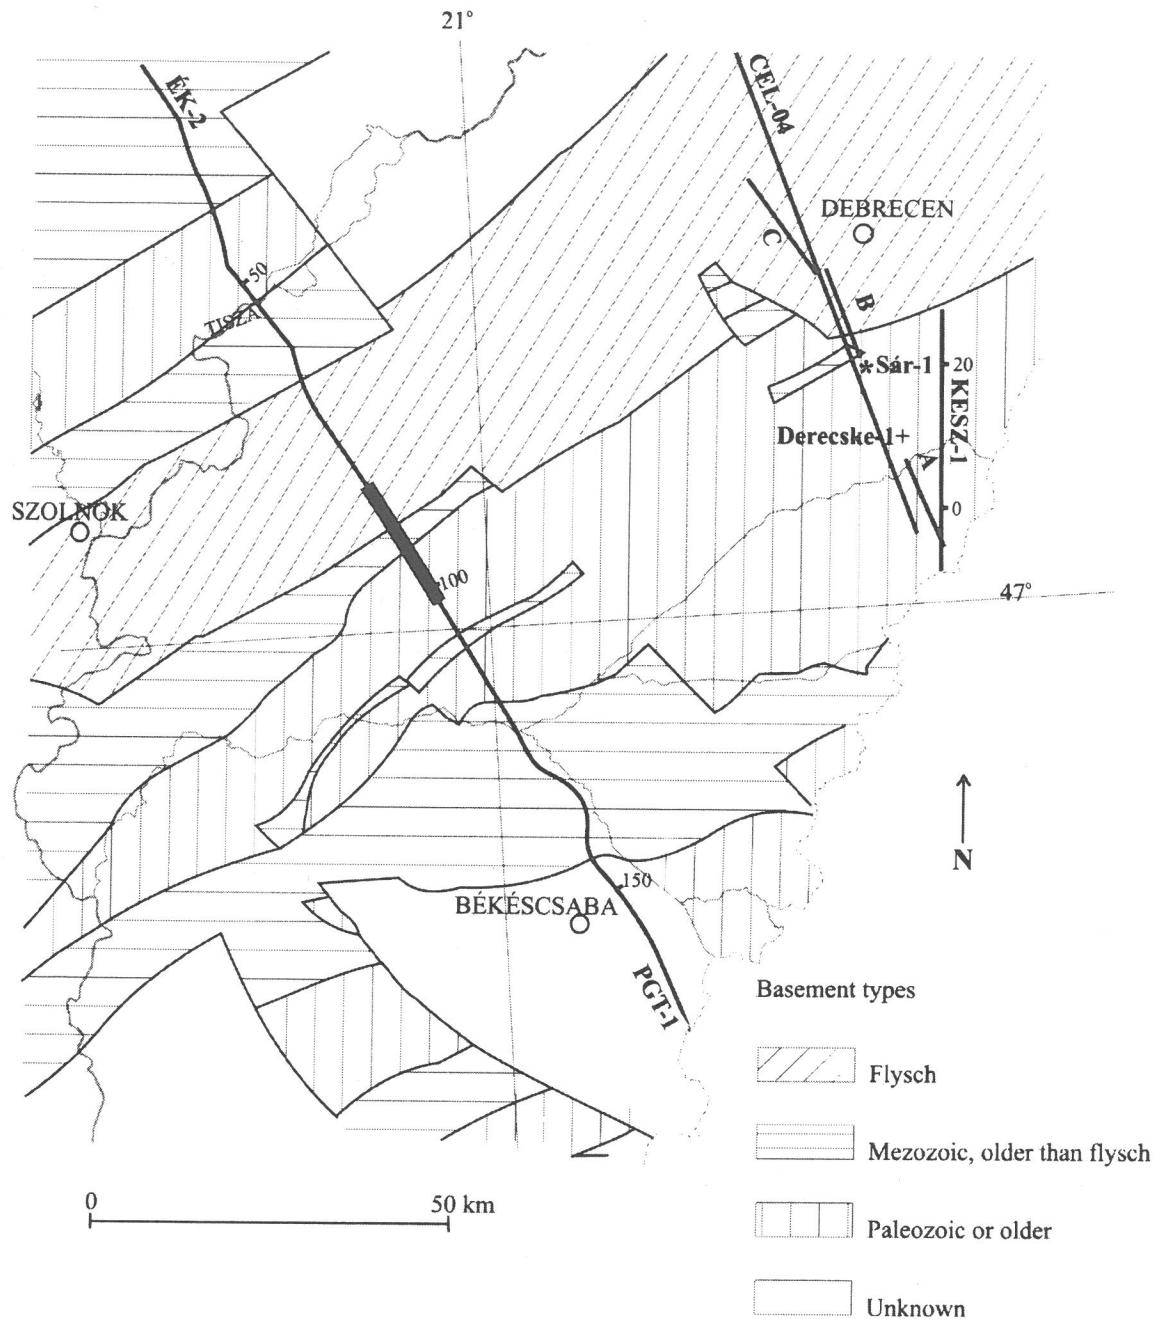 21°
ÉK-2
CEL-04
DEBRECEN
C
50
B
TISZA
*Sár-1
20
KESZ-1
Derecske-1+
A
0
SZOLNOK
100
47°
N
150
BÉKÉSCSABA
PGT-1
Basement types
Flysch
Mezozoic, older than flysch
Paleozoic or older
Unknown
0
50 km